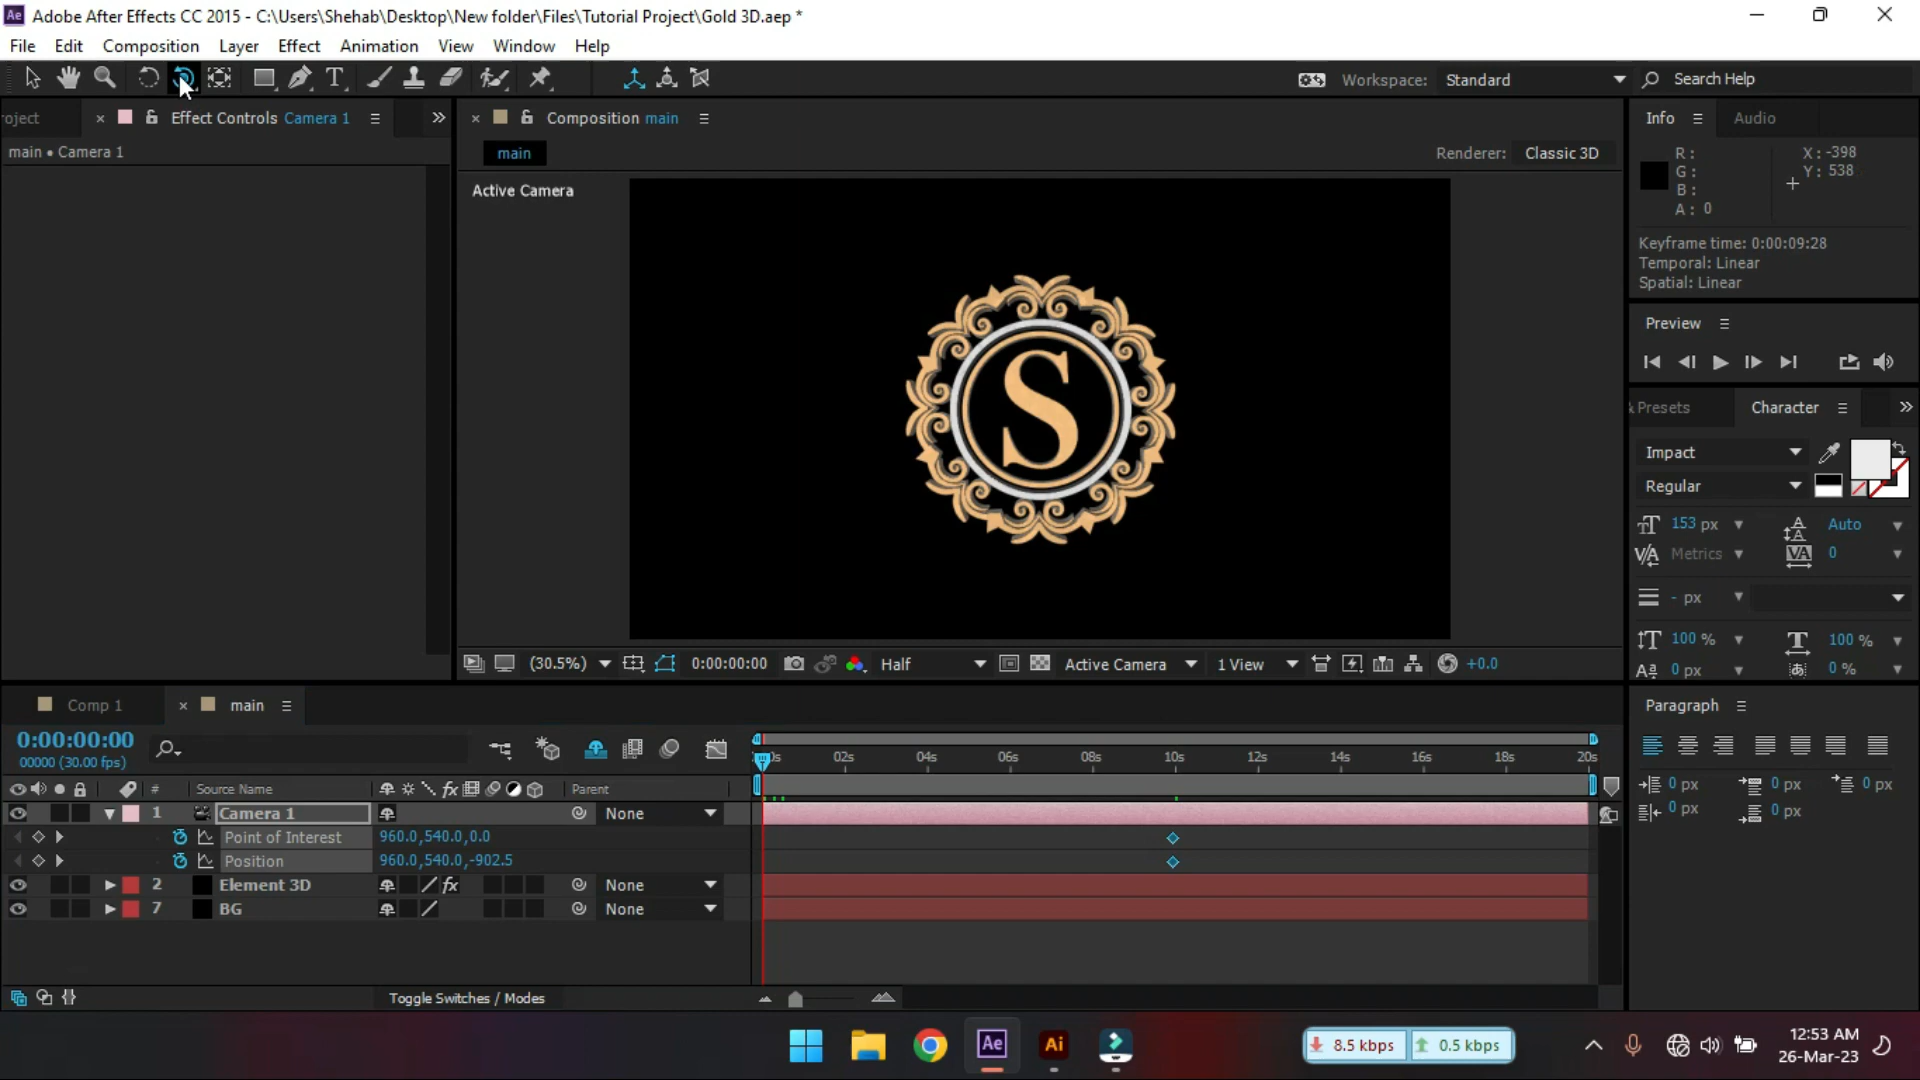 Adobe After Effects CC 2015 - C:\Users\Shehab\Desktop\New folder\Files\Tutorial Project\Gold 3D.aep *
File Edit Composition Layer Effect Animation View Window Help
Workspace: Standard Search Help
roject Effect Controls Camera 1
main • Camera 1
Composition main
main
Renderer: Classic 3D
Active Camera
S
(30.5%) 0:00:00:00 Half Active Camera 1 View +0.0
Info Audio
R: X: -398
G: Y: 538
B:
A: 0
Keyframe time: 0:00:09:28
Temporal: Linear
Spatial: Linear
Preview
& Presets Character
Impact
Regular
153 px Auto
Metrics 0
- px
100 % 100 %
0 px 0 %
Paragraph
0 px 0 px 0 px
0 px 0 px
Comp 1 main
0:00:00:00
00000 (30.00 fps)
# Source Name Parent
02s 04s 06s 08s 10s 12s 14s 16s 18s 20s
1 Camera 1 None
Point of Interest 960.0,540.0,0.0
Position 960.0,540.0,-902.5
2 Element 3D None
7 BG None
Toggle Switches / Modes
Ae Ai
8.5 kbps 0.5 kbps
12:53 AM
26-Mar-23